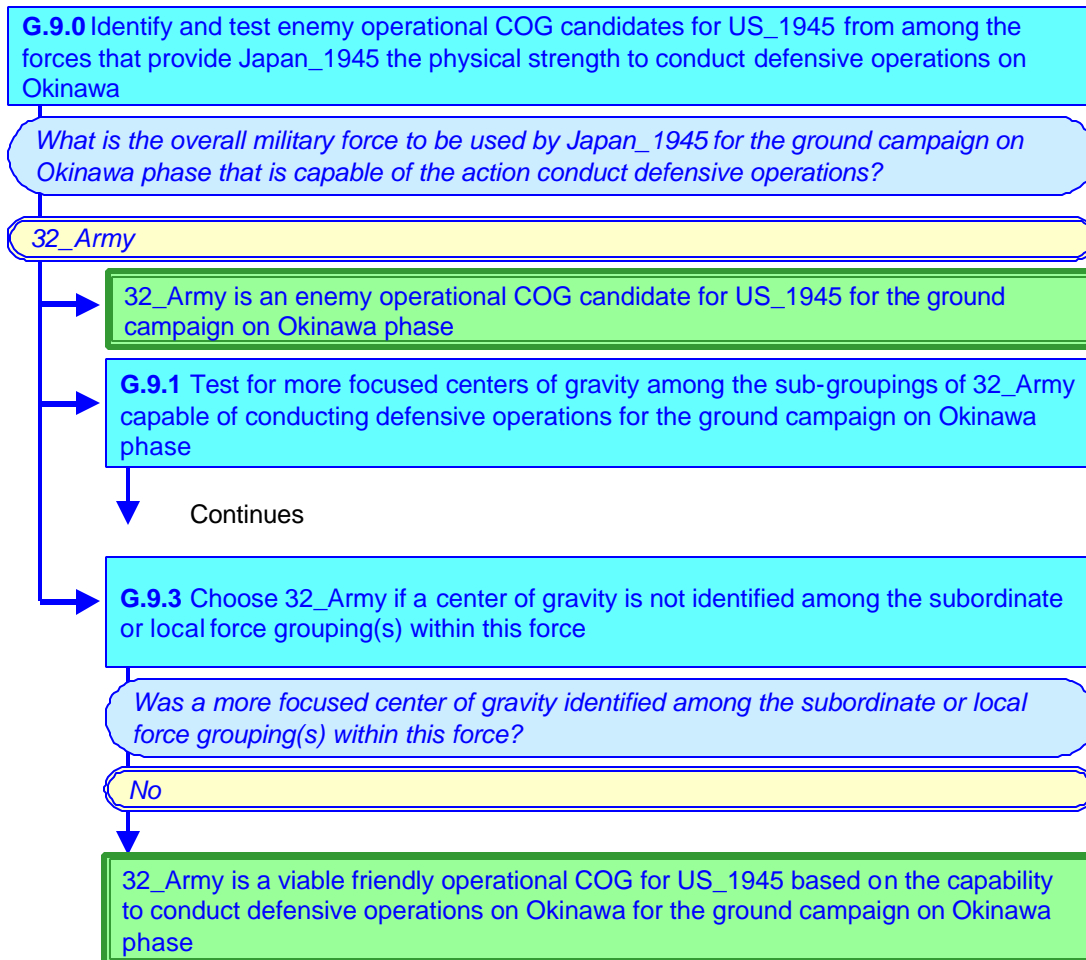 G.9.0 Identify and test enemy operational COG candidates for US_1945 from among the
forces that provide Japan_1945 the physical strength to conduct defensive operations on
Okinawa
What is the overall military force to be used by Japan_1945 for the ground campaign on
Okinawa phase that is capable of the action conduct defensive operations?
32_Army
32_Army is an enemy operational COG candidate for US_1945 for the ground
campaign on Okinawa phase
G.9.1 Test for more focused centers of gravity among the sub-groupings of 32_Army
capable of conducting defensive operations for the ground campaign on Okinawa
phase
Continues
G.9.3 Choose 32_Army if a center of gravity is not identified among the subordinate
or local force grouping(s) within this force
Was a more focused center of gravity identified among the subordinate or local
force grouping(s) within this force?
No
32_Army is a viable friendly operational COG for US_1945 based on the capability
to conduct defensive operations on Okinawa for the ground campaign on Okinawa
phase